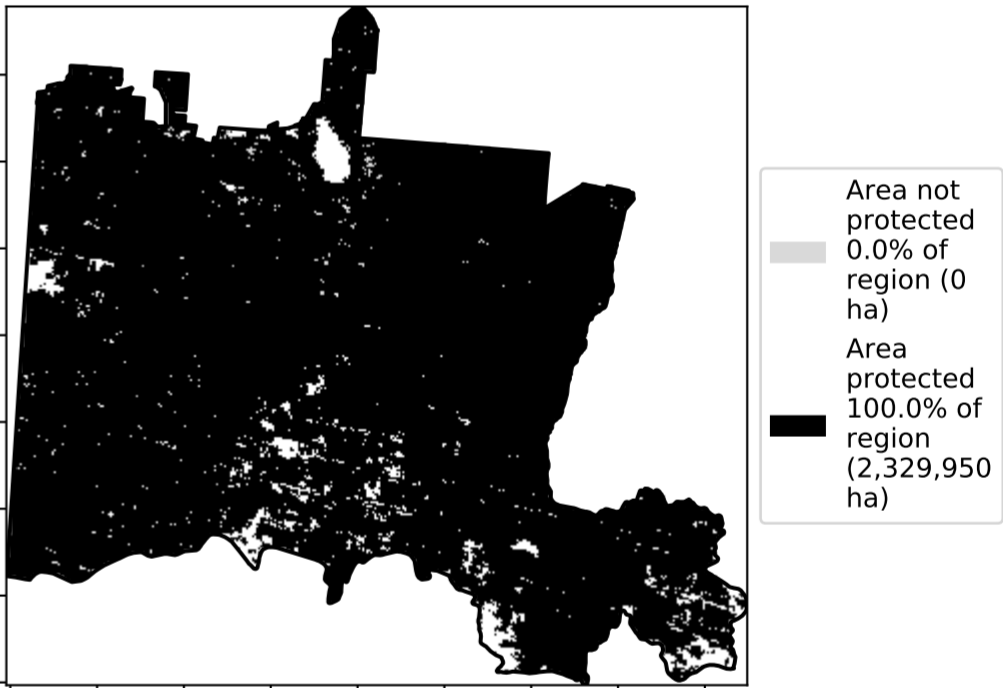 Area not
protected
0.0% of
region (0
ha)
Area
protected
100.0% of
region
(2,329,950
ha)